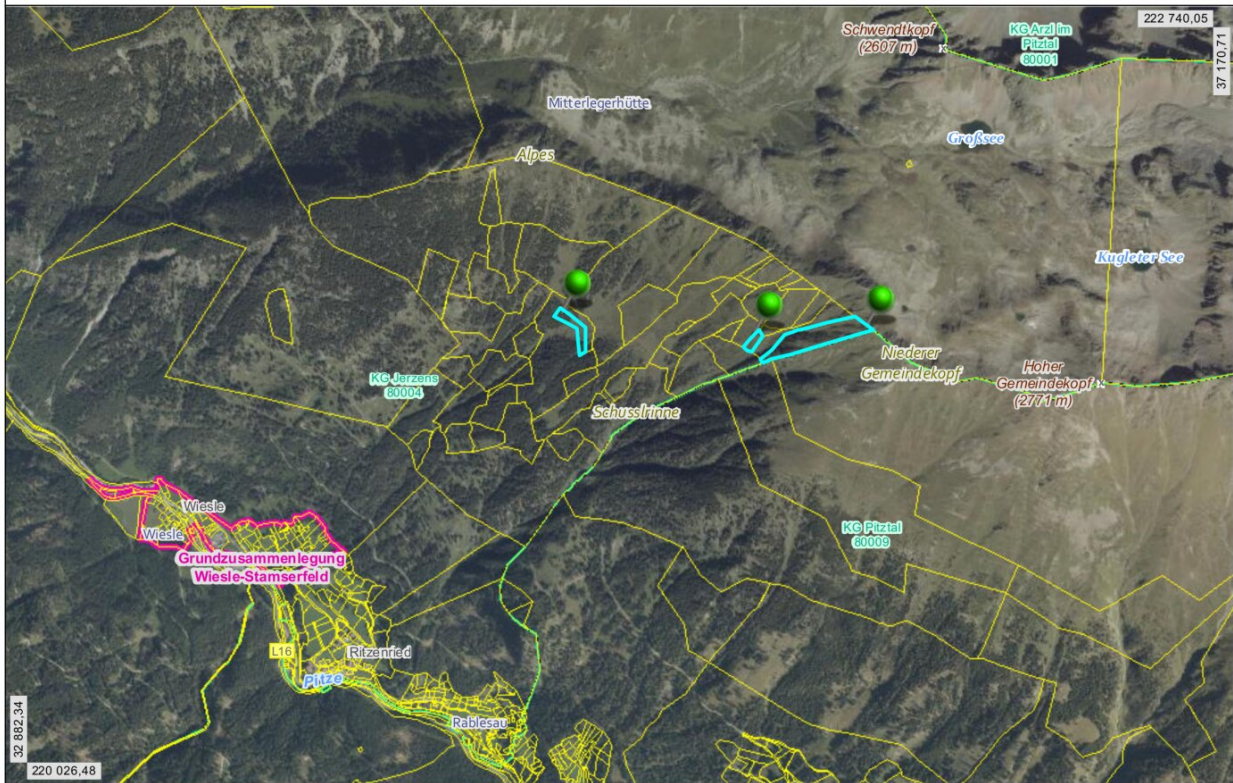 222 740,05
37 170,71
Schwendtkopf
(2607 m)
KG Arzl im
Pitztal
80001
Mitterlegerhütte
Großsee
Alpes
Kugleter See
Niederer
Gemeindekopf
Hoher
Gemeindekopf
(2771 m)
KG Jerzens
80004
Schusslrinne
Wiesle
Wiesle
KG Pitztal
80009
Grundzusammenlegung
Wiesle-Stamserfeld
L16
Ritzenried
Pitze
Rablesau
32 882,34
220 026,48